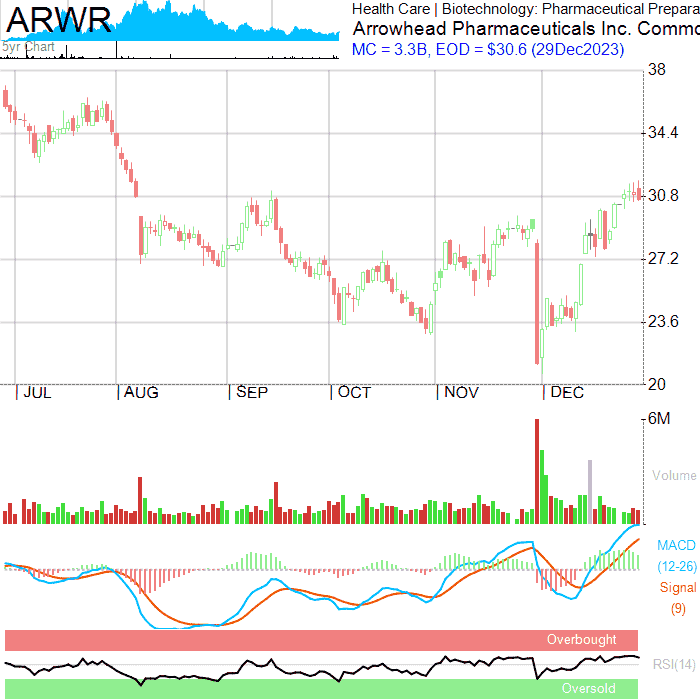 ARWR
5yr Chart
Health Care | Biotechnology: Pharmaceutical Prepara
Arrowhead Pharmaceuticals Inc. Commo
MC = 3.3B, EOD = $30.6 (29Dec2023)
38
34.4
30.8
27.2
23.6
20
| JUL | AUG | SEP | OCT | NOV | DEC
6M
Volume
MACD
(12-26)
Signal
(9)
Overbought
RSI(14)
Oversold